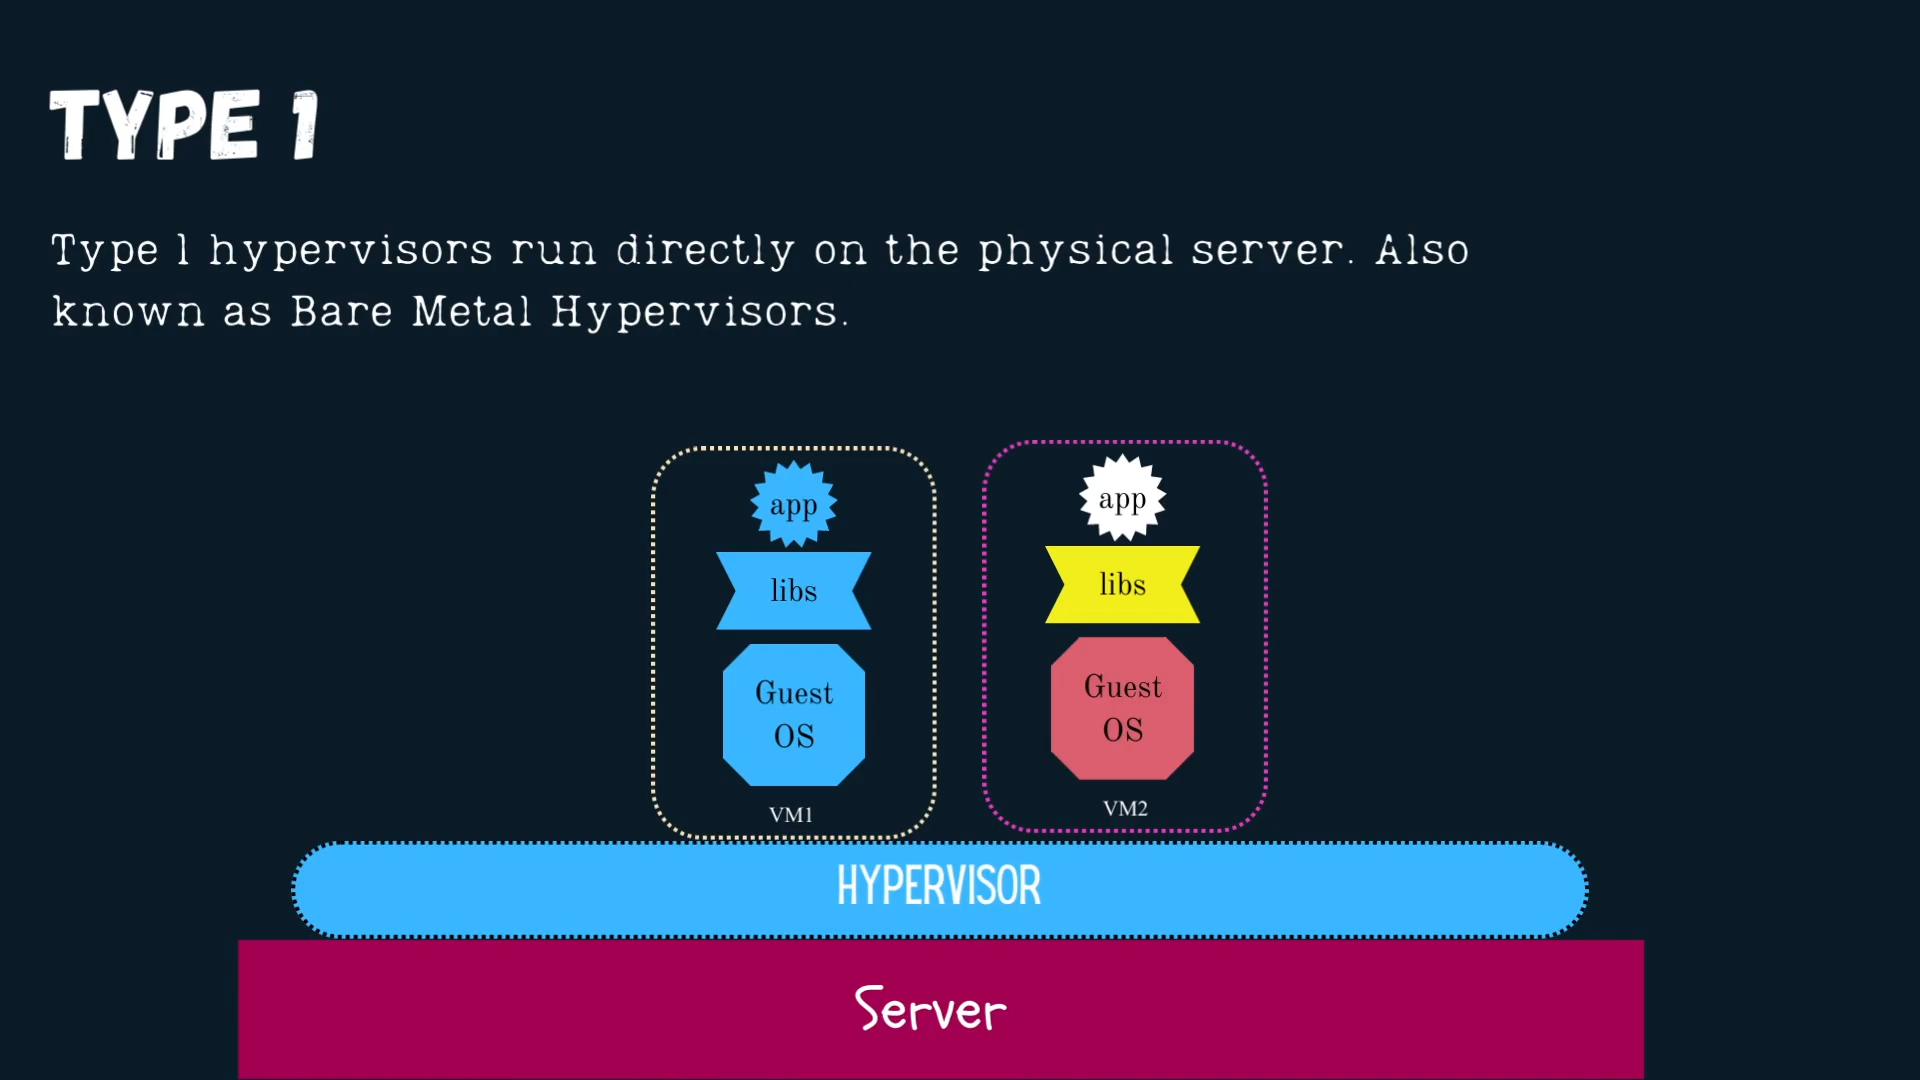 TYPE 1
Type 1 hypervisors run directly on the physical server. Also
known as Bare Metal Hypervisors.
app
libs
Guest
OS
VM1
app
libs
Guest
OS
VM2
HYPERVISOR
Server